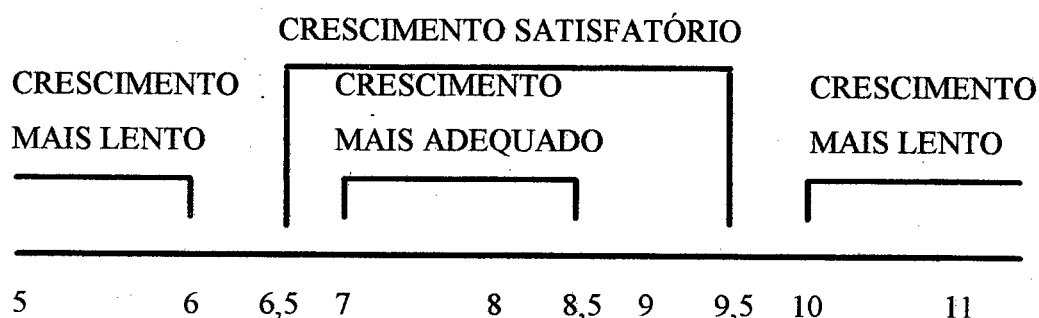 CRESCIMENTO SATISFATÓRIO
CRESCIMENTO
MAIS LENTO
CRESCIMENTO
MAIS ADEQUADO
CRESCIMENTO
MAIS LENTO
5 6 6,5 7 8 8,5 9 9,5 10 11